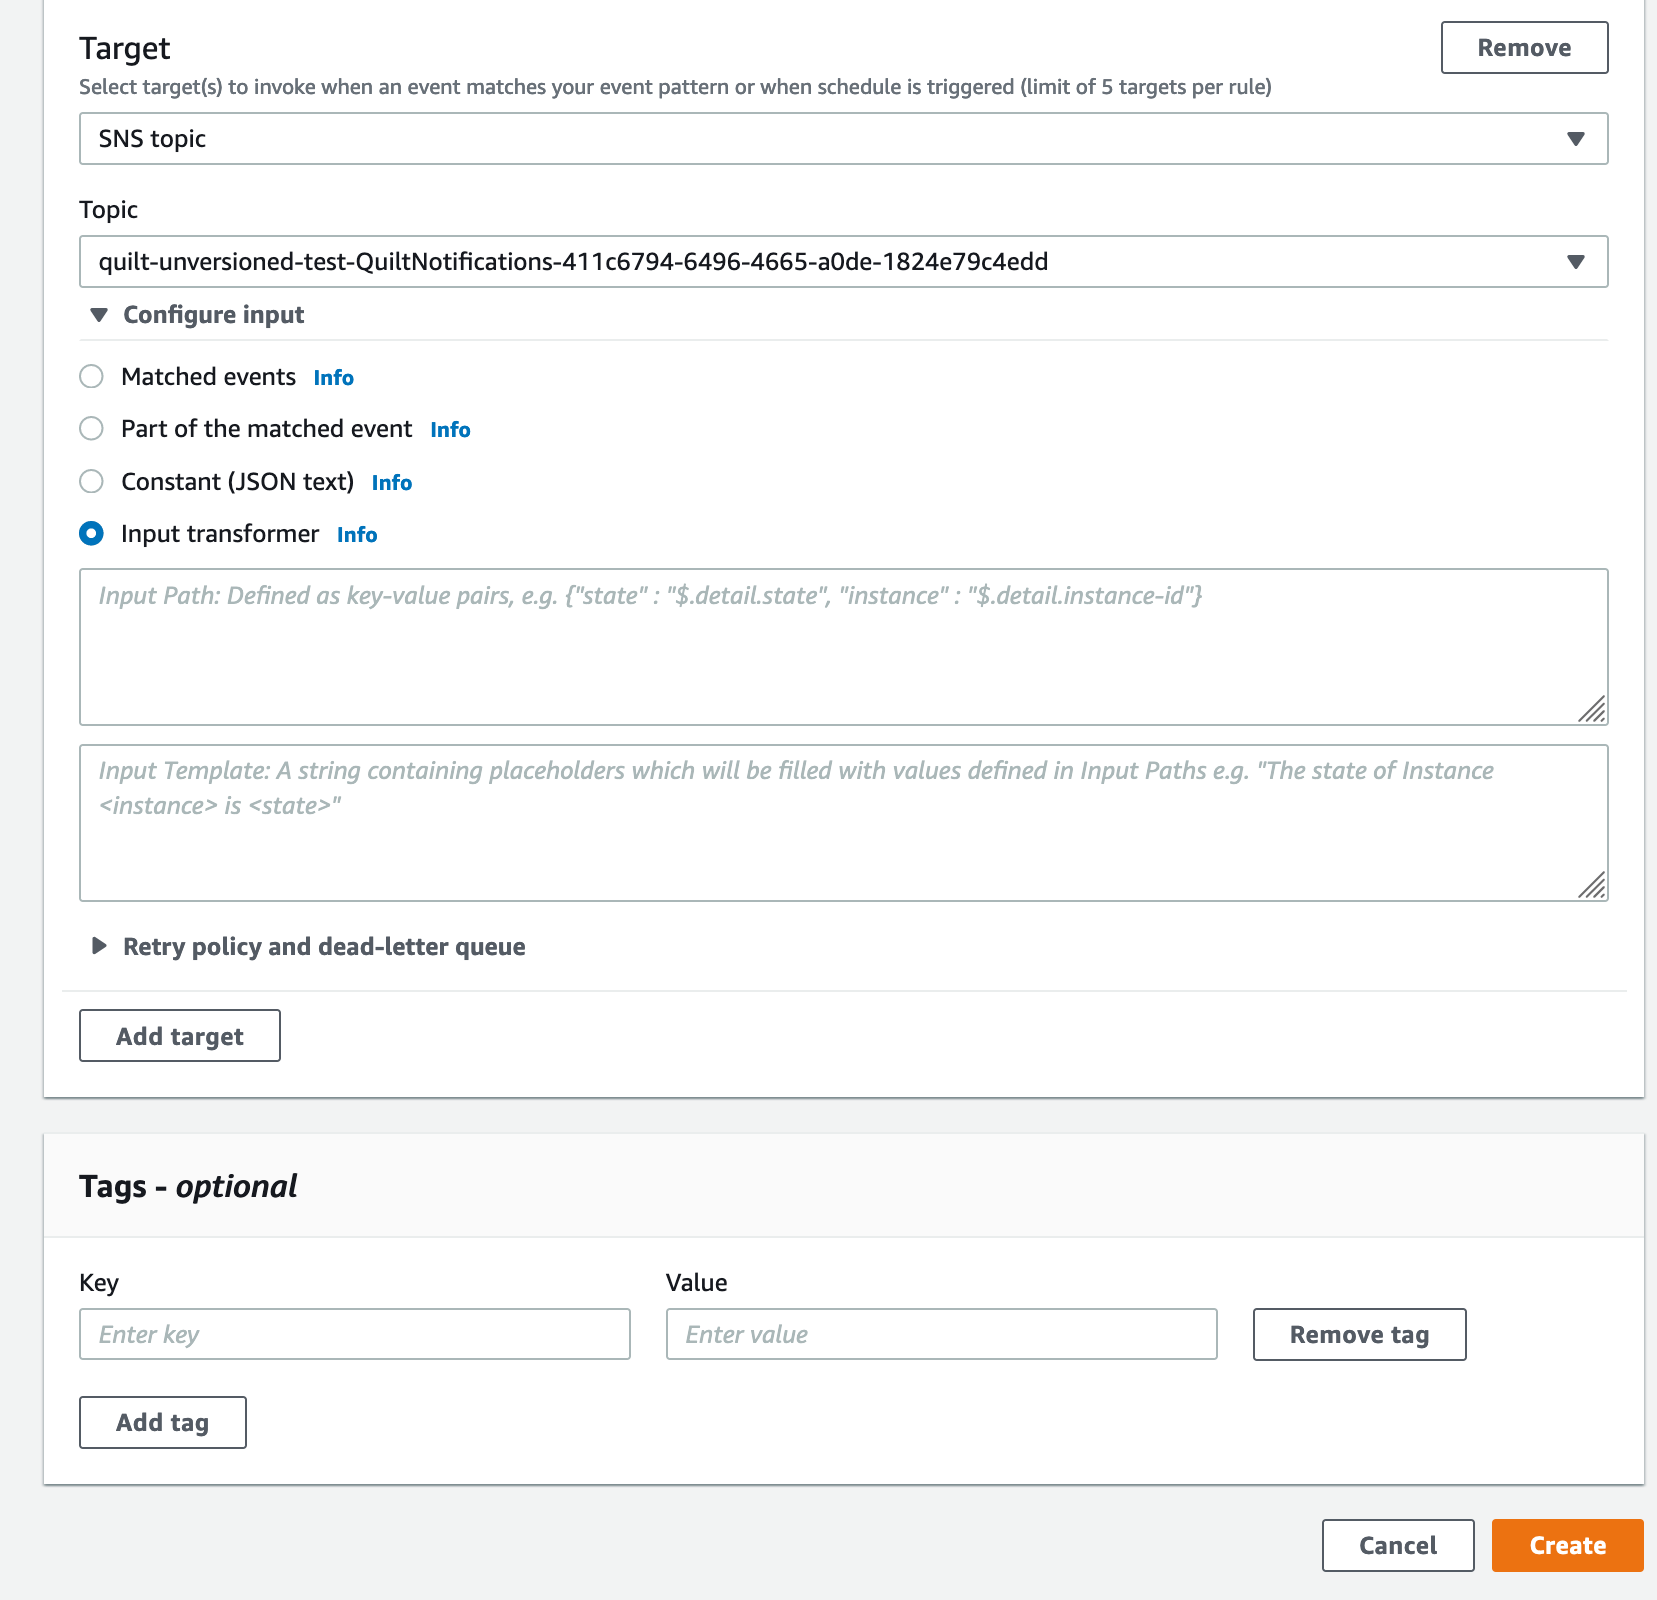 Target
Remove
Select target(s) to invoke when an event matches your event pattern or when schedule is triggered (limit of 5 targets per rule)
SNS topic
Topic
quilt-unversioned-test-QuiltNotifications-411c6794-6496-4665-a0de-1824e79c4edd
Configure input
Matched events Info
Part of the matched event Info
Constant (JSON text) Info
Input transformer Info
Input Path: Defined as key-value pairs, e.g. {"state" : "$.detail.state", "instance" : "$.detail.instance-id"}
Input Template: A string containing placeholders which will be filled with values defined in Input Paths e.g. "The state of Instance
<instance> is <state>"
Retry policy and dead-letter queue
Add target
Tags - optional
Key Value
Enter key Enter value Remove tag
Add tag
Cancel Create